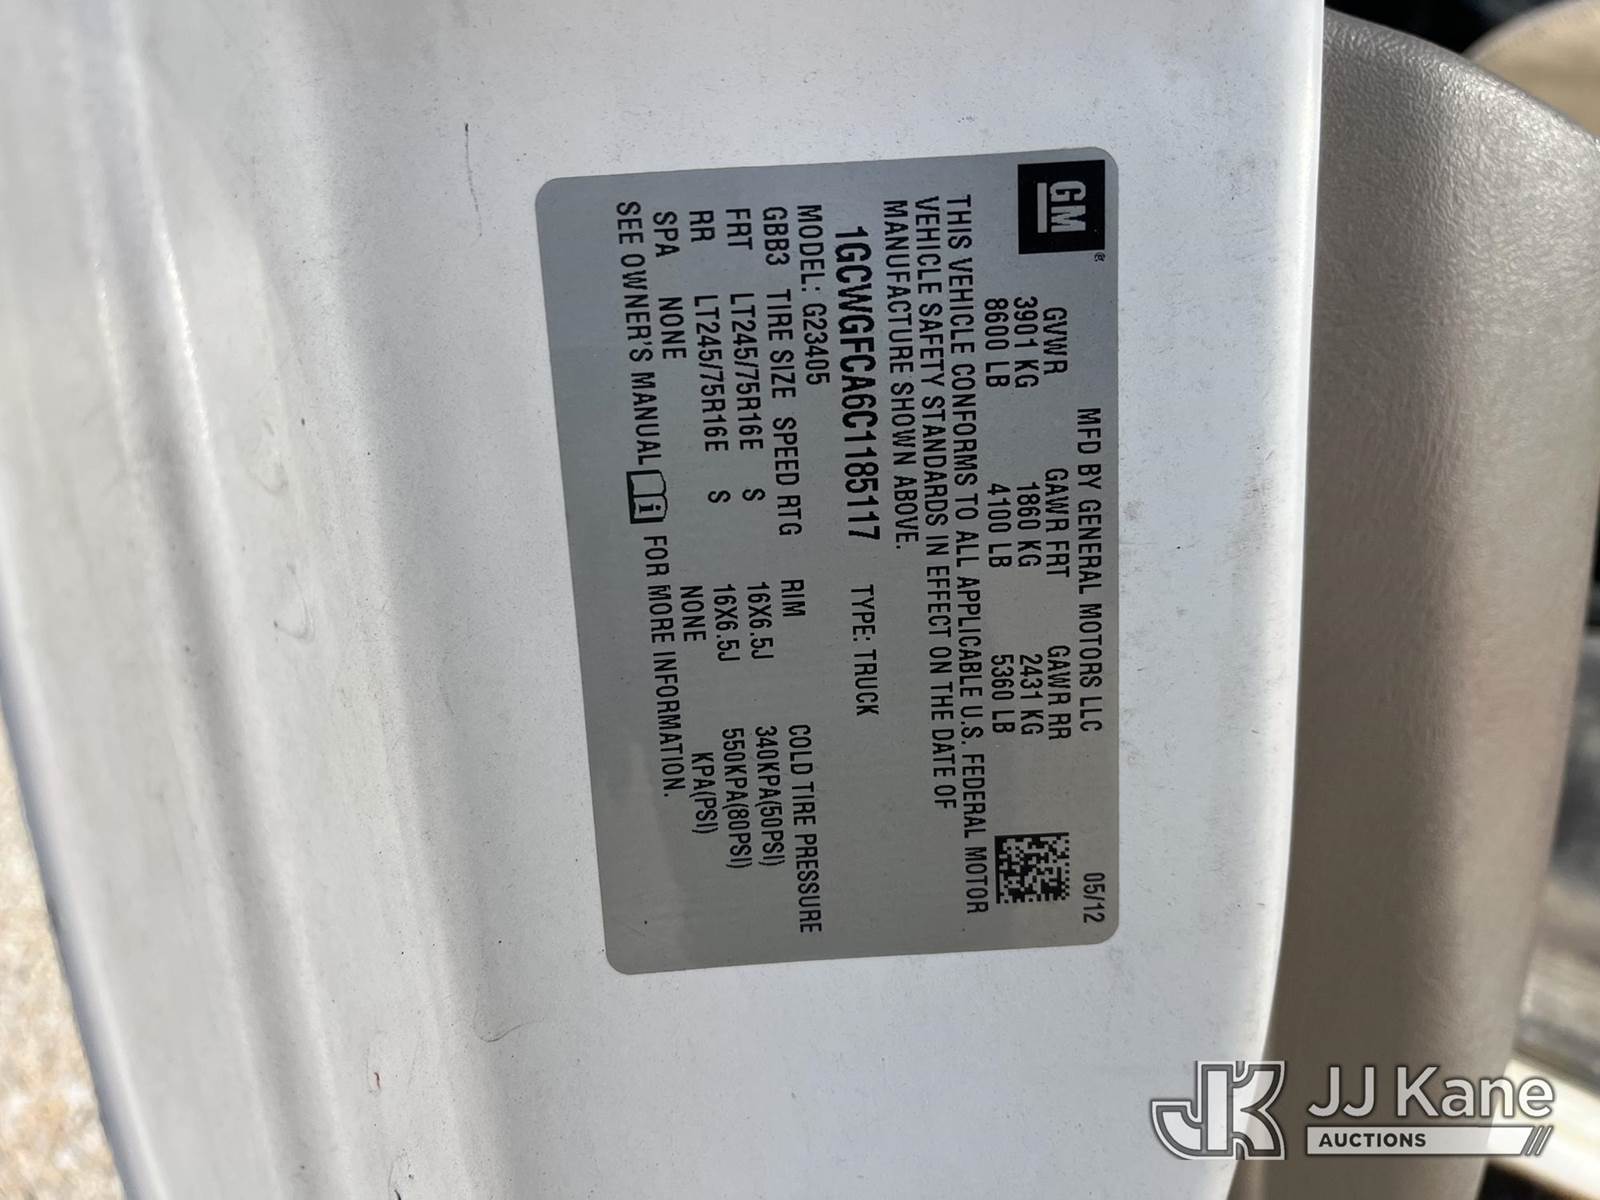 GM®
MFD BY GENERAL MOTORS LLC 05/12
GVWR GAWR FRT GAWR RR
3901 KG 1860 KG 2431 KG
8600 LB 4100 LB 5360 LB
THIS VEHICLE CONFORMS TO ALL APPLICABLE U.S. FEDERAL MOTOR
VEHICLE SAFETY STANDARDS IN EFFECT ON THE DATE OF
MANUFACTURE SHOWN ABOVE.
1GCWGFCA6C1185117 TYPE: TRUCK
MODEL: G23405
GBB3 TIRE SIZE SPEED RTG RIM COLD TIRE PRESSURE
FRT LT245/75R16E S 16X6.5J 340KPA(50PSI)
RR LT245/75R16E S 16X6.5J 550KPA(80PSI)
SPA NONE NONE KPA(PSI)
SEE OWNER'S MANUAL i FOR MORE INFORMATION.
JK JJ Kane
AUCTIONS